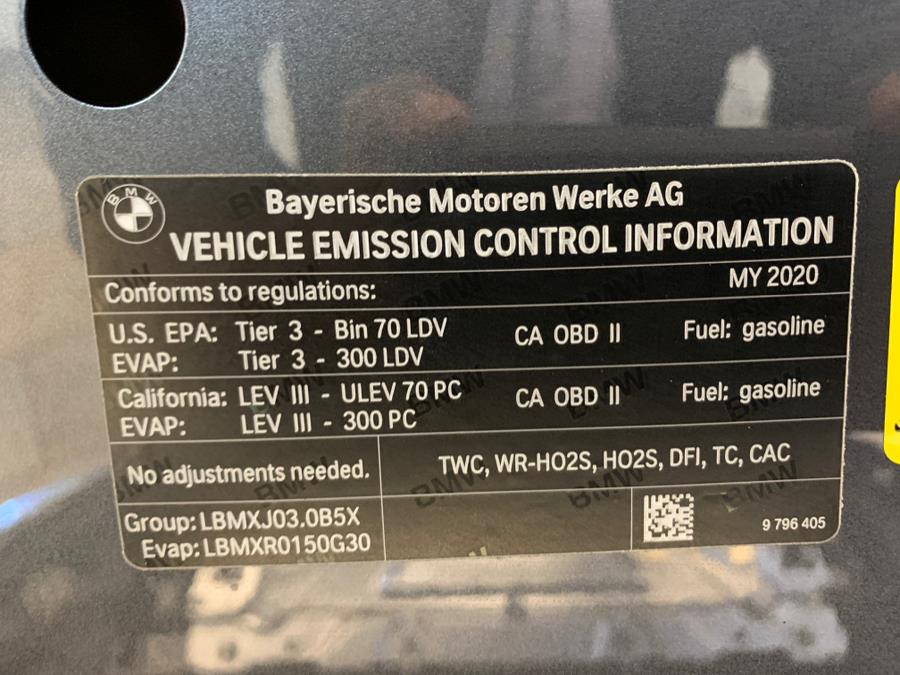 BMW
Bayerische Motoren Werke AG
VEHICLE EMISSION CONTROL INFORMATION
Conforms to regulations: MY 2020
U.S. EPA: Tier 3 - Bin 70 LDV CA OBD II Fuel: gasoline
EVAP: Tier 3 - 300 LDV
California: LEV III - ULEV 70 PC CA OBD II Fuel: gasoline
EVAP: LEV III - 300 PC
No adjustments needed. TWC, WR-HO2S, HO2S, DFI, TC, CAC
Group: LBMXJ03.0B5X
Evap: LBMXR0150G30
9 796 405